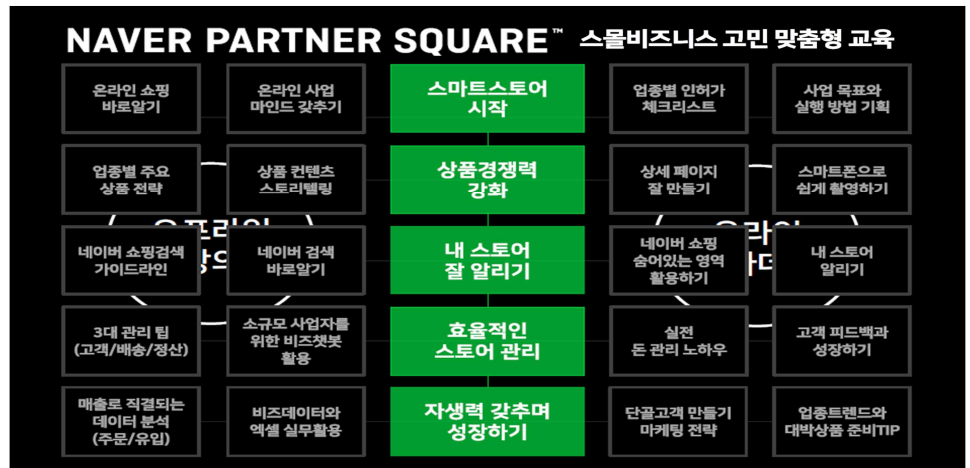 NAVER PARTNER SQUARE™ 스몰비즈니스 고민 맞춤형 교육
온라인 쇼핑
바로알기
온라인 사업
마인드 갖추기
스마트스토어
시작
업종별 인허가
체크리스트
사업 목표와
실행 방법 기획
업종별 주요
상품 전략
상품 컨텐츠
스토리텔링
상품경쟁력
강화
상세 페이지
잘 만들기
스마트폰으로
쉽게 촬영하기
네이버 쇼핑검색
가이드라인
네이버 검색
바로알기
내 스토어
잘 알리기
네이버 쇼핑
숨어있는 영역
활용하기
내 스토어
알리기
3대 관리 팁
(고객/배송/정산)
소규모 사업자를
위한 비즈챗봇
활용
효율적인
스토어 관리
실전
돈 관리 노하우
고객 피드백과
성장하기
매출로 직결되는
데이터 분석
(주문/유입)
비즈데이터와
엑셀 실무활용
자생력 갖추며
성장하기
단골고객 만들기
마케팅 전략
업종트렌드와
대박상품 준비TIP